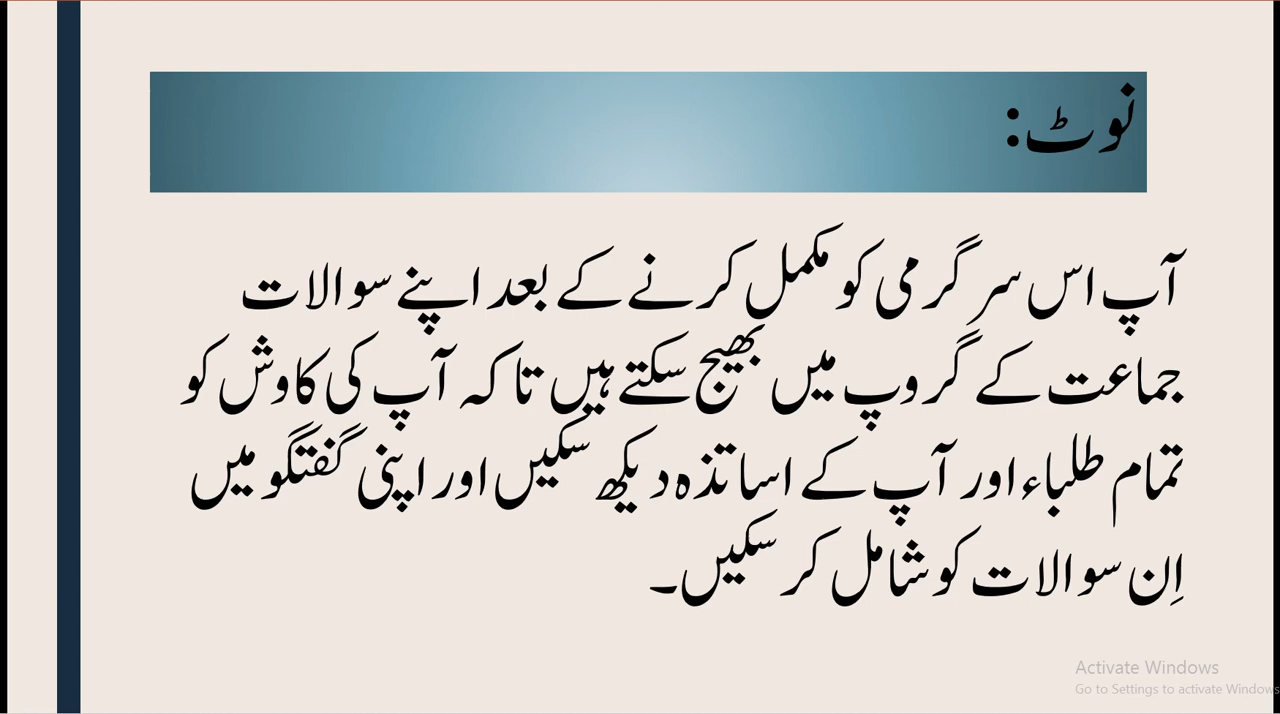 نوٹ:
آپ اس سرگرمی کو مکمل کرنے کے بعد اپنے سوالات
جماعت کے گروپ میں بھیج سکتے ہیں تاکہ آپ کی کاوش کو
تمام طلباء اور آپ کے اساتذہ دیکھ سکیں اور اپنی گفتگو میں
اِن سوالات کو شامل کر سکیں۔
Activate Windows
Go to Settings to activate Windows